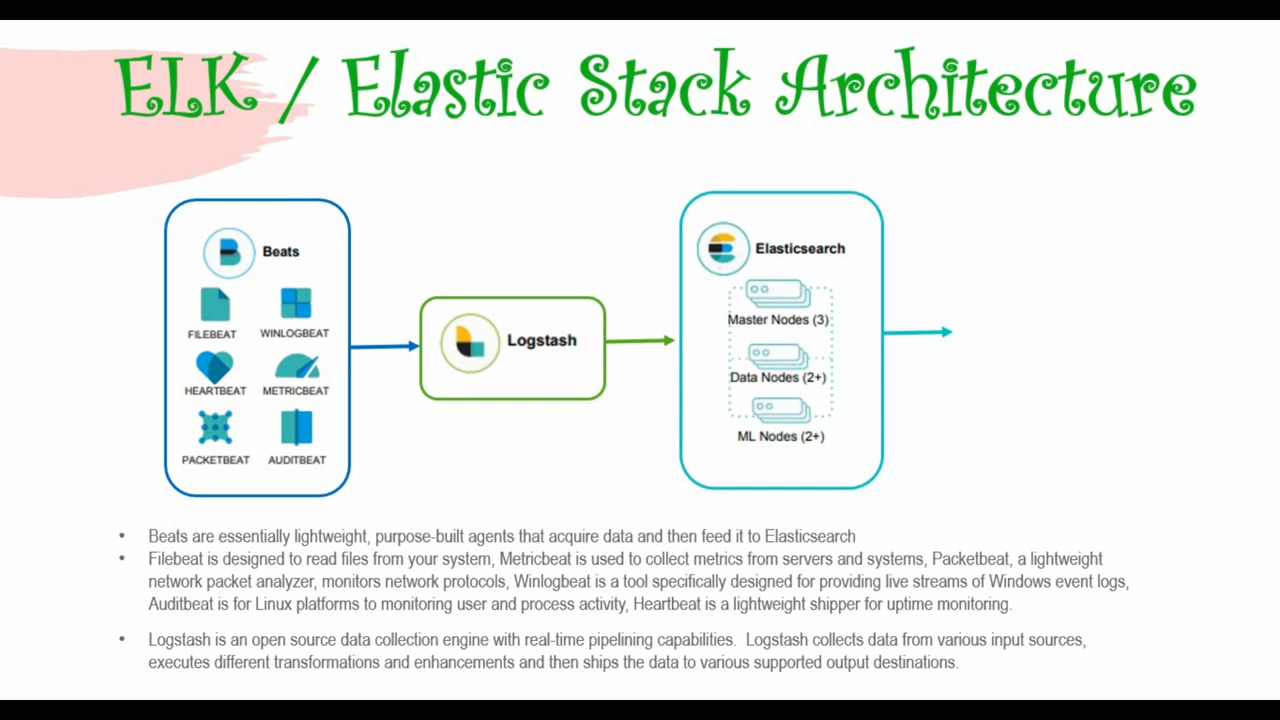 ELK / Elastic Stack Architecture
Beats
FILEBEAT
WINLOGBEAT
HEARTBEAT
METRICBEAT
PACKETBEAT
AUDITBEAT
Logstash
Elasticsearch
Master Nodes (3)
Data Nodes (2+)
ML Nodes (2+)
• Beats are essentially lightweight, purpose-built agents that acquire data and then feed it to Elasticsearch
• Filebeat is designed to read files from your system, Metricbeat is used to collect metrics from servers and systems, Packetbeat, a lightweight
network packet analyzer, monitors network protocols, Winlogbeat is a tool specifically designed for providing live streams of Windows event logs,
Auditbeat is for Linux platforms to monitoring user and process activity, Heartbeat is a lightweight shipper for uptime monitoring.
• Logstash is an open source data collection engine with real-time pipelining capabilities. Logstash collects data from various input sources,
executes different transformations and enhancements and then ships the data to various supported output destinations.